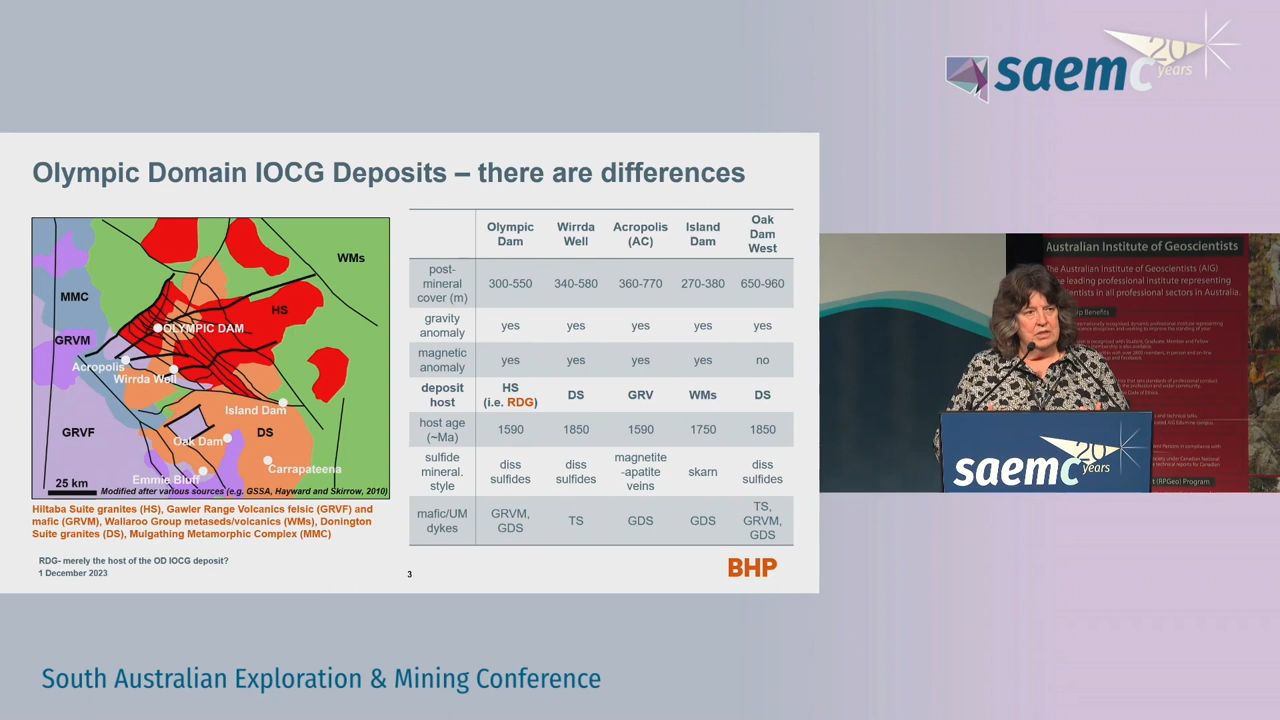 saemc
20
years
Olympic Domain IOCG Deposits – there are differences
WMs
MMC
HS
OLYMPIC DAM
GRVM
Acropolis
Wirrda Well
Island Dam
GRVF
Oak Dam
DS
Carrapateena
Emmie Bluff
25 km
Modified after various sources (e.g. GSSA, Hayward and Skirrow, 2010)
Hiltaba Suite granites (HS), Gawler Range Volcanics felsic (GRVF) and
mafic (GRVM), Wallaroo Group metaseds/volcanics (WMs), Donington
Suite granites (DS), Mulgathing Metamorphic Complex (MMC)
Olympic Dam Wirrda Well Acropolis (AC) Island Dam Oak Dam West
post-mineral cover (m) 300-550 340-580 360-770 270-380 650-960
gravity anomaly yes yes yes yes yes
magnetic anomaly yes yes yes yes no
deposit host HS (i.e. RDG) DS GRV WMs DS
host age (~Ma) 1590 1850 1590 1750 1850
sulfide mineral. style diss sulfides diss sulfides magnetite-apatite veins skarn diss sulfides
mafic/UM dykes GRVM, GDS TS GDS GDS TS, GRVM, GDS
RDG- merely the host of the OD IOCG deposit?
1 December 2023
3
BHP
Australian Institute of Geoscientists
The Australian Institute of Geoscientists (AIG)
leading professional institute representing
scientists in all professional sectors in Australia.
Benefits
(RPGeo) Program
saemc
20
years
South Australian Exploration & Mining Conference